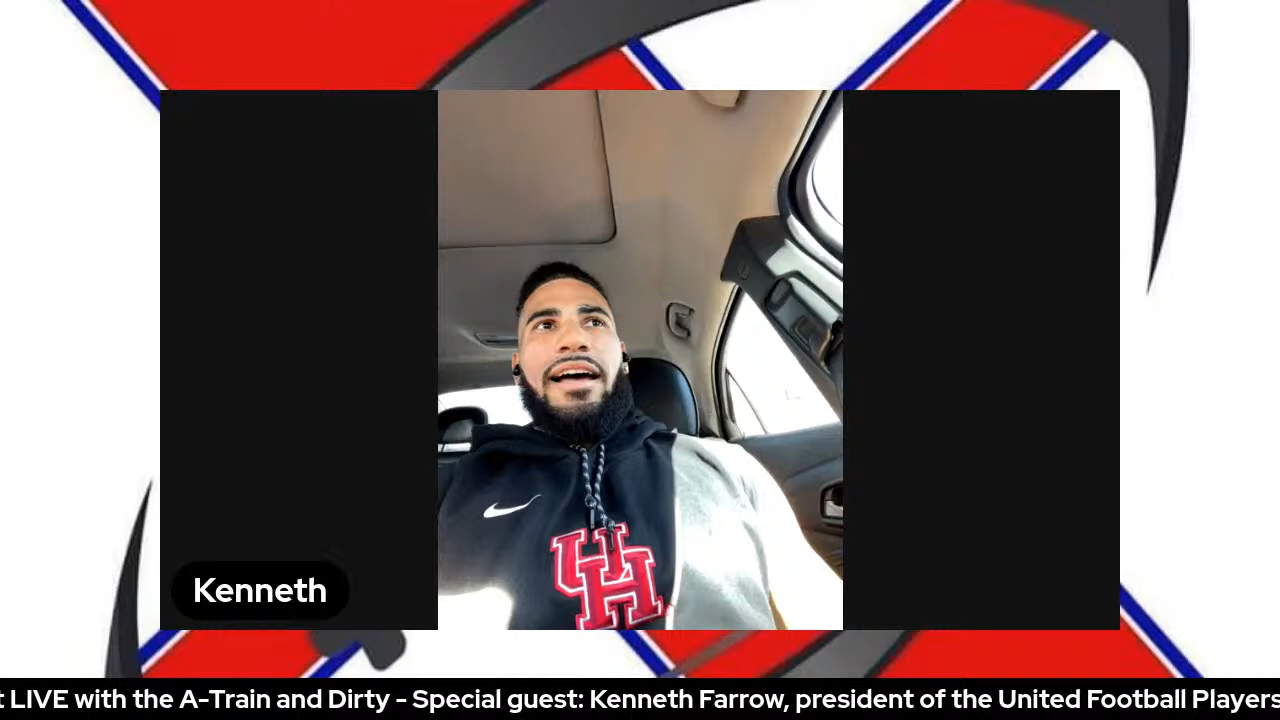 UH
Kenneth
t LIVE with the A-Train and Dirty - Special guest: Kenneth Farrow, president of the United Football Players